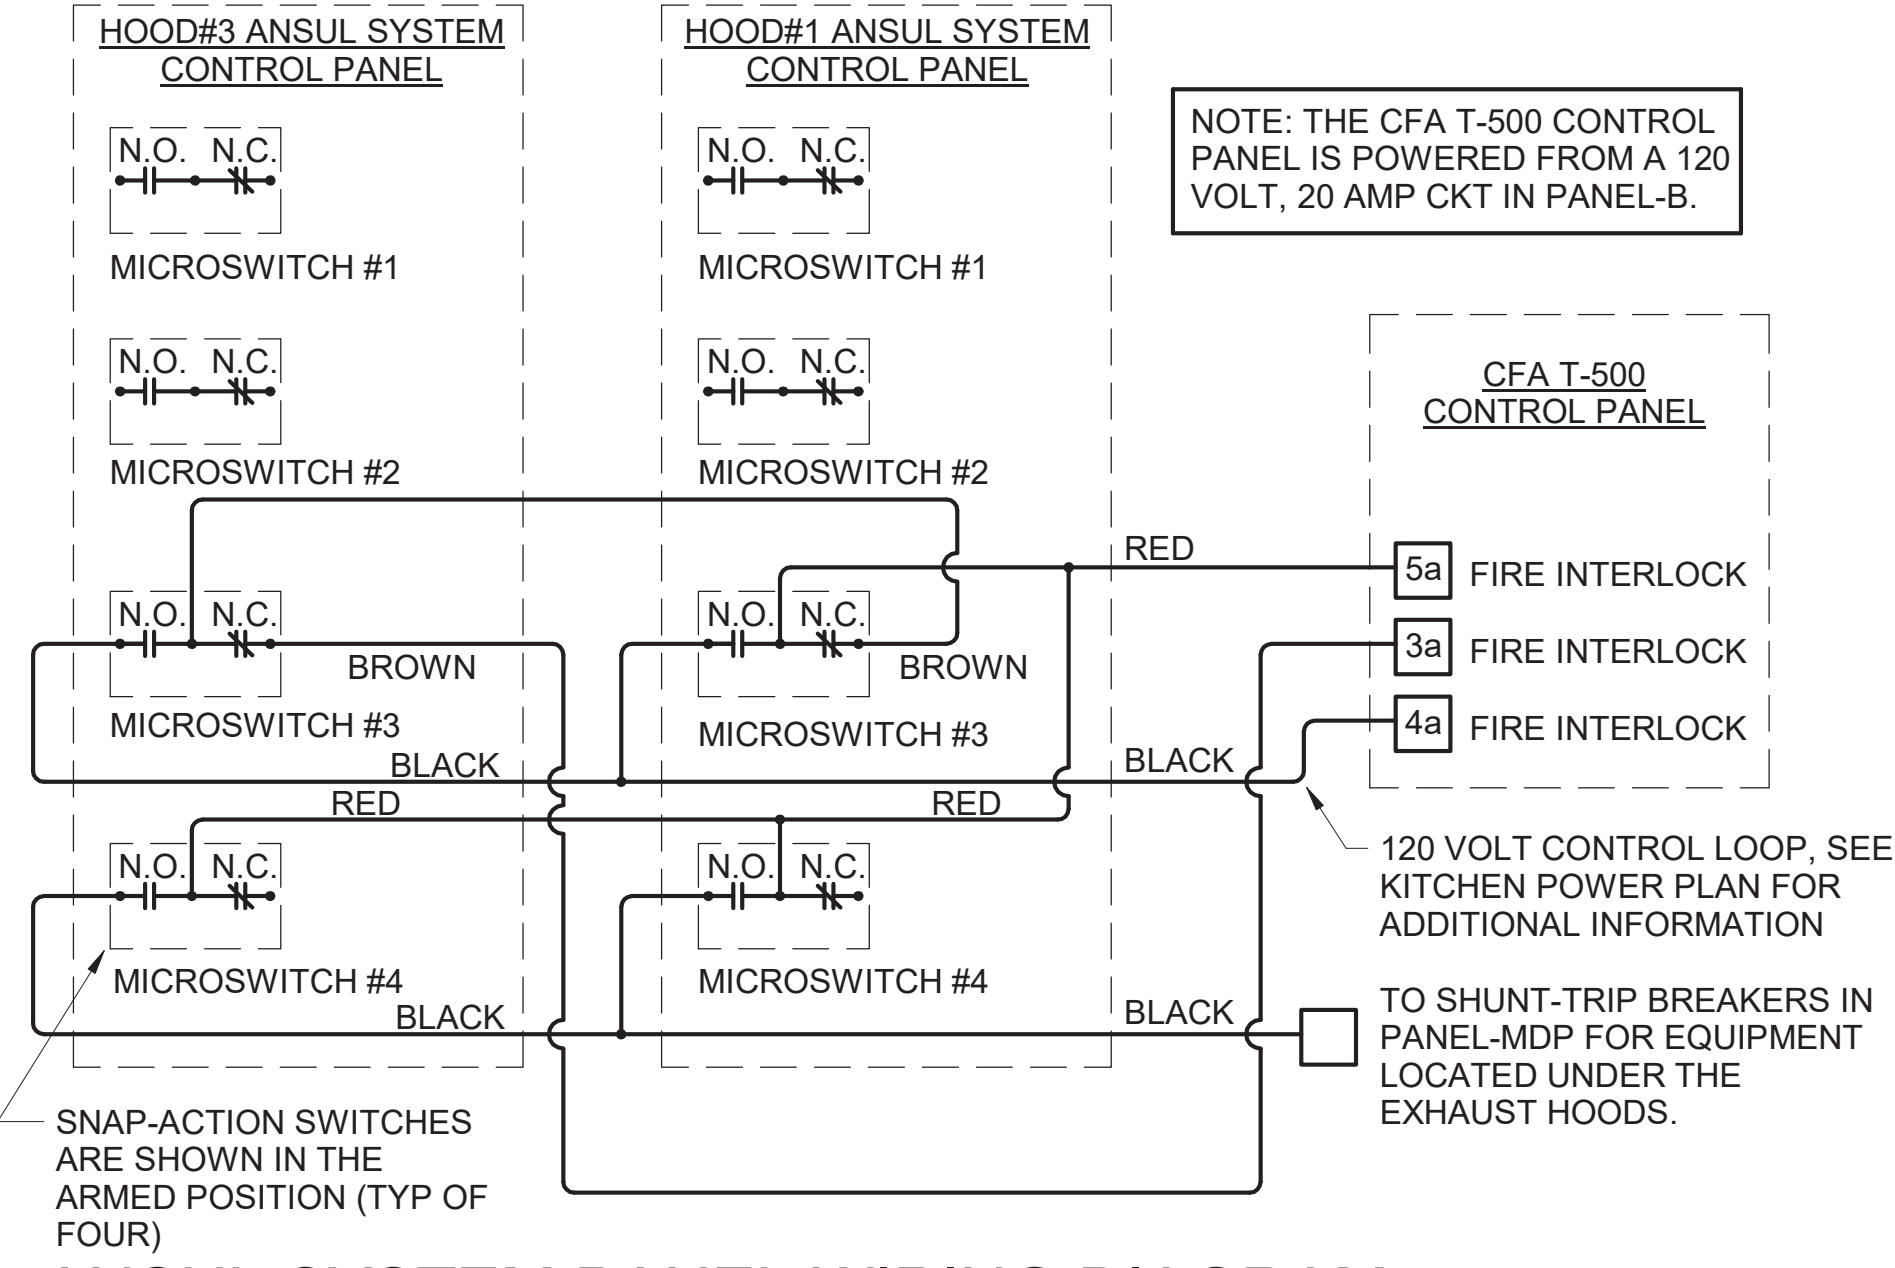 HOOD#3 ANSUL SYSTEM
CONTROL PANEL
N.O. N.C.
MICROSWITCH #1
N.O. N.C.
MICROSWITCH #2
N.O. N.C.
BROWN
MICROSWITCH #3
BLACK
RED
N.O. N.C.
MICROSWITCH #4
BLACK
SNAP-ACTION SWITCHES
ARE SHOWN IN THE
ARMED POSITION (TYP OF
FOUR)
HOOD#1 ANSUL SYSTEM
CONTROL PANEL
N.O. N.C.
MICROSWITCH #1
N.O. N.C.
MICROSWITCH #2
N.O. N.C.
BROWN
MICROSWITCH #3
RED
N.O. N.C.
MICROSWITCH #4
RED
BLACK
BLACK
NOTE: THE CFA T-500 CONTROL
PANEL IS POWERED FROM A 120
VOLT, 20 AMP CKT IN PANEL-B.
CFA T-500
CONTROL PANEL
5a FIRE INTERLOCK
3a FIRE INTERLOCK
4a FIRE INTERLOCK
120 VOLT CONTROL LOOP, SEE
KITCHEN POWER PLAN FOR
ADDITIONAL INFORMATION
TO SHUNT-TRIP BREAKERS IN
PANEL-MDP FOR EQUIPMENT
LOCATED UNDER THE
EXHAUST HOODS.